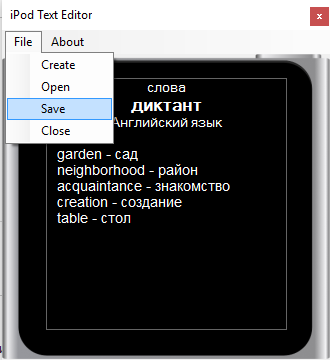 iPod Text Editor
x
File About
Create
Open
Save
Close
слова
диктант
Английский язык
garden - сад
neighborhood - район
acquaintance - знакомство
creation - создание
table - стол